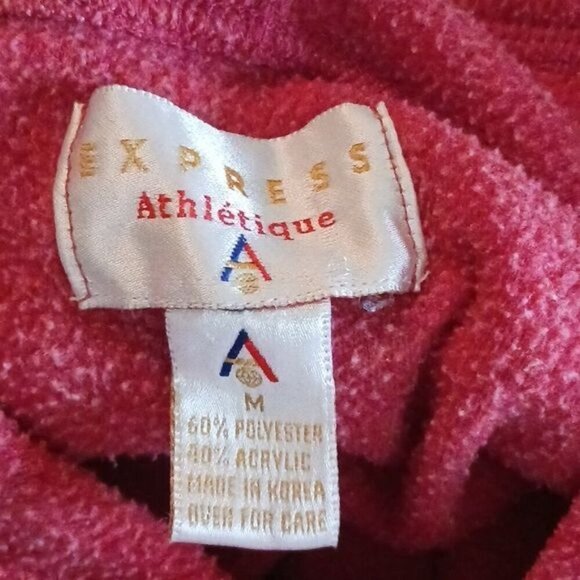 EXPRESS
Athlétique
M
60% POLYESTER
40% ACRYLIC
MADE IN KOREA
OVER FOR CARE